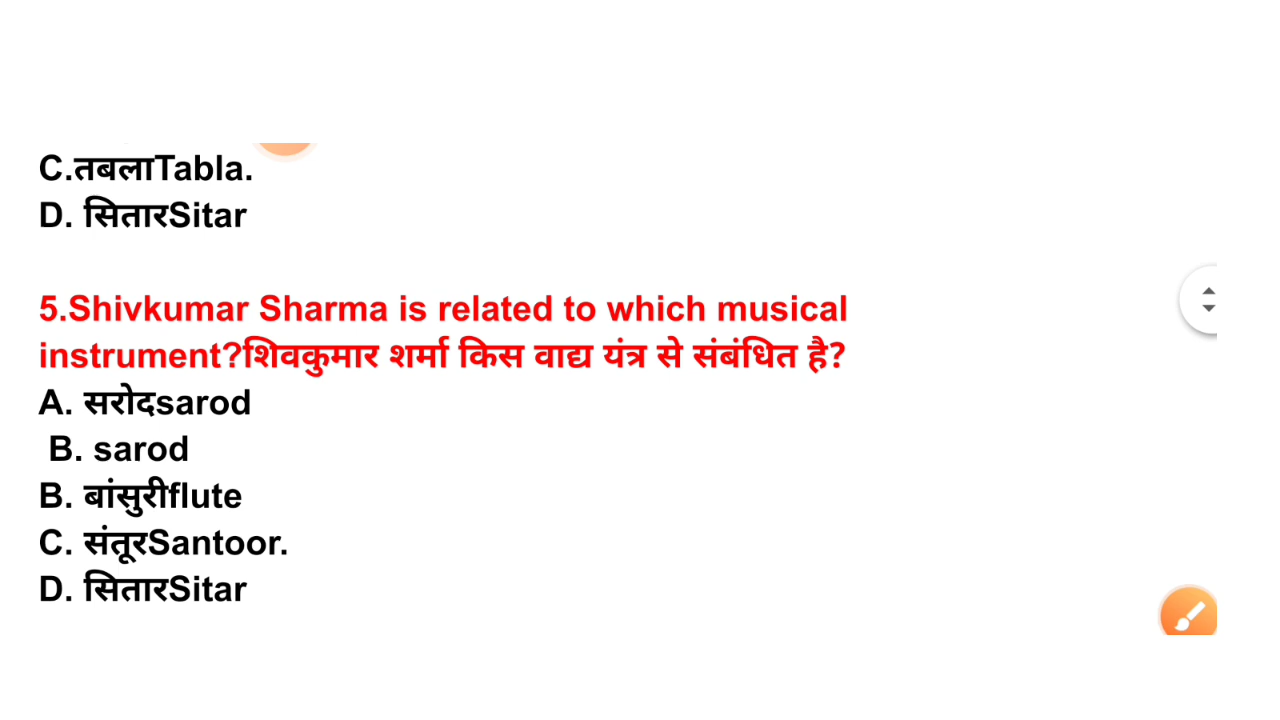 C.तबलाTabla.
D. सितारSitar
5.Shivkumar Sharma is related to which musical
instrument?शिवकुमार शर्मा किस वाद्य यंत्र से संबंधित है?
A. सरोदsarod
B. sarod
B. बांसुरीflute
C. संतूरSantoor.
D. सितारSitar